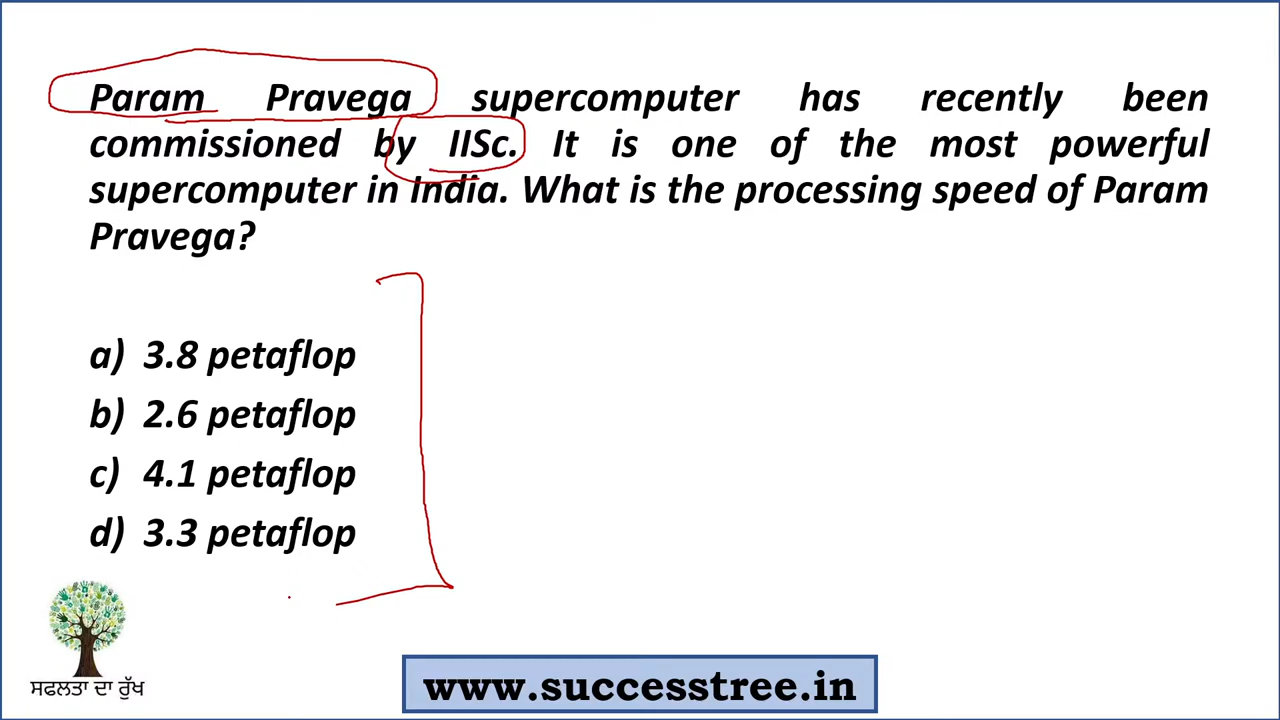 Param Pravega supercomputer has recently been
commissioned by IISc. It is one of the most powerful
supercomputer in India. What is the processing speed of Param
Pravega?
a) 3.8 petaflop
b) 2.6 petaflop
c) 4.1 petaflop
d) 3.3 petaflop
ਸਫਲਤਾ ਦਾ ਰੁੱਖ
www.successtree.in